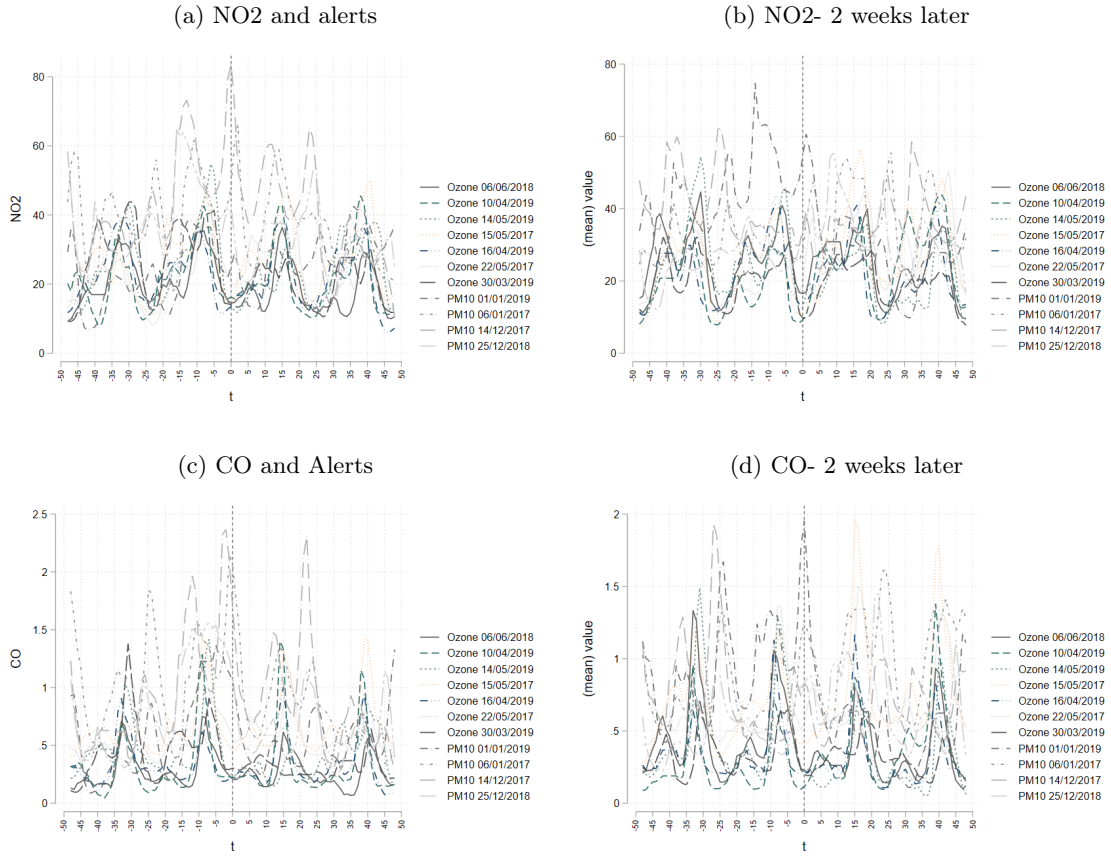 (a) NO2 and alerts
NO2
80
60
40
20
0
-50 -45 -40 -35 -30 -25 -20 -15 -10 -5 0 5 10 15 20 25 30 35 40 45 50
t
Ozone 06/06/2018
Ozone 10/04/2019
Ozone 14/05/2019
Ozone 15/05/2017
Ozone 16/04/2019
Ozone 22/05/2017
Ozone 30/03/2019
PM10 01/01/2019
PM10 06/01/2017
PM10 14/12/2017
PM10 25/12/2018
(b) NO2- 2 weeks later
(mean) value
80
60
40
20
0
-50 -45 -40 -35 -30 -25 -20 -15 -10 -5 0 5 10 15 20 25 30 35 40 45 50
t
Ozone 06/06/2018
Ozone 10/04/2019
Ozone 14/05/2019
Ozone 15/05/2017
Ozone 16/04/2019
Ozone 22/05/2017
Ozone 30/03/2019
PM10 01/01/2019
PM10 06/01/2017
PM10 14/12/2017
PM10 25/12/2018
(c) CO and Alerts
CO
2.5
2
1.5
1
.5
0
-50 -45 -40 -35 -30 -25 -20 -15 -10 -5 0 5 10 15 20 25 30 35 40 45 50
t
Ozone 06/06/2018
Ozone 10/04/2019
Ozone 14/05/2019
Ozone 15/05/2017
Ozone 16/04/2019
Ozone 22/05/2017
Ozone 30/03/2019
PM10 01/01/2019
PM10 06/01/2017
PM10 14/12/2017
PM10 25/12/2018
(d) CO- 2 weeks later
(mean) value
2
1.5
1
.5
0
-50 -45 -40 -35 -30 -25 -20 -15 -10 -5 0 5 10 15 20 25 30 35 40 45 50
t
Ozone 06/06/2018
Ozone 10/04/2019
Ozone 14/05/2019
Ozone 15/05/2017
Ozone 16/04/2019
Ozone 22/05/2017
Ozone 30/03/2019
PM10 01/01/2019
PM10 06/01/2017
PM10 14/12/2017
PM10 25/12/2018